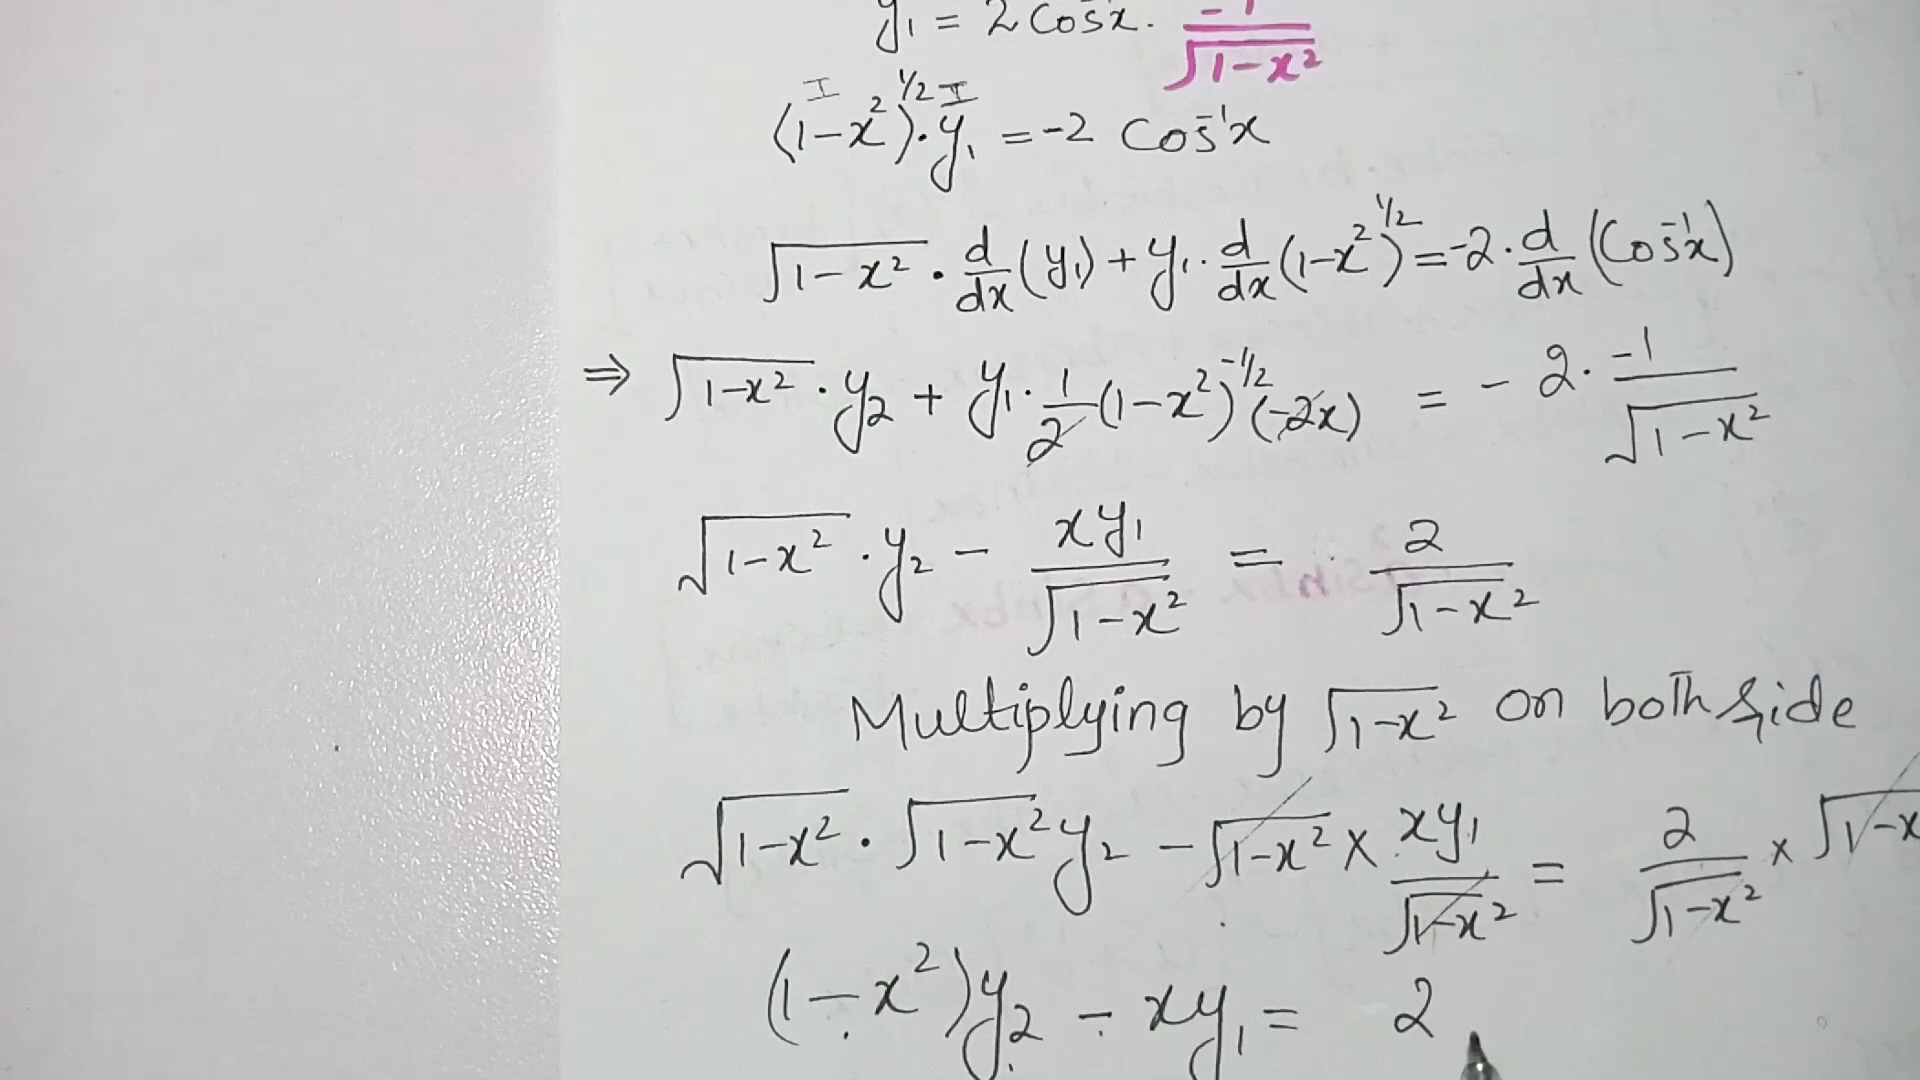 y₁ = 2 Cos⁻¹x · -1/√1-x²
I I
(1-x²)^1/2 · y₁ = -2 Cos⁻¹x
√1-x² · d/dx (y₁) + y₁ · d/dx (1-x²)^1/2 = -2 · d/dx (Cos⁻¹x)
⇒ √1-x² · y₂ + y₁ · 1/2 (1-x²)^-1/2 (-2x) = -2 · -1/√1-x²
√1-x² · y₂ - xy₁/√1-x² = 2/√1-x²
Multiplying by √1-x² on both side
√1-x² · √1-x² y₂ - √1-x² × xy₁/√1-x² = 2/√1-x² × √1-x
(1-x²)y₂ - xy₁ = 2